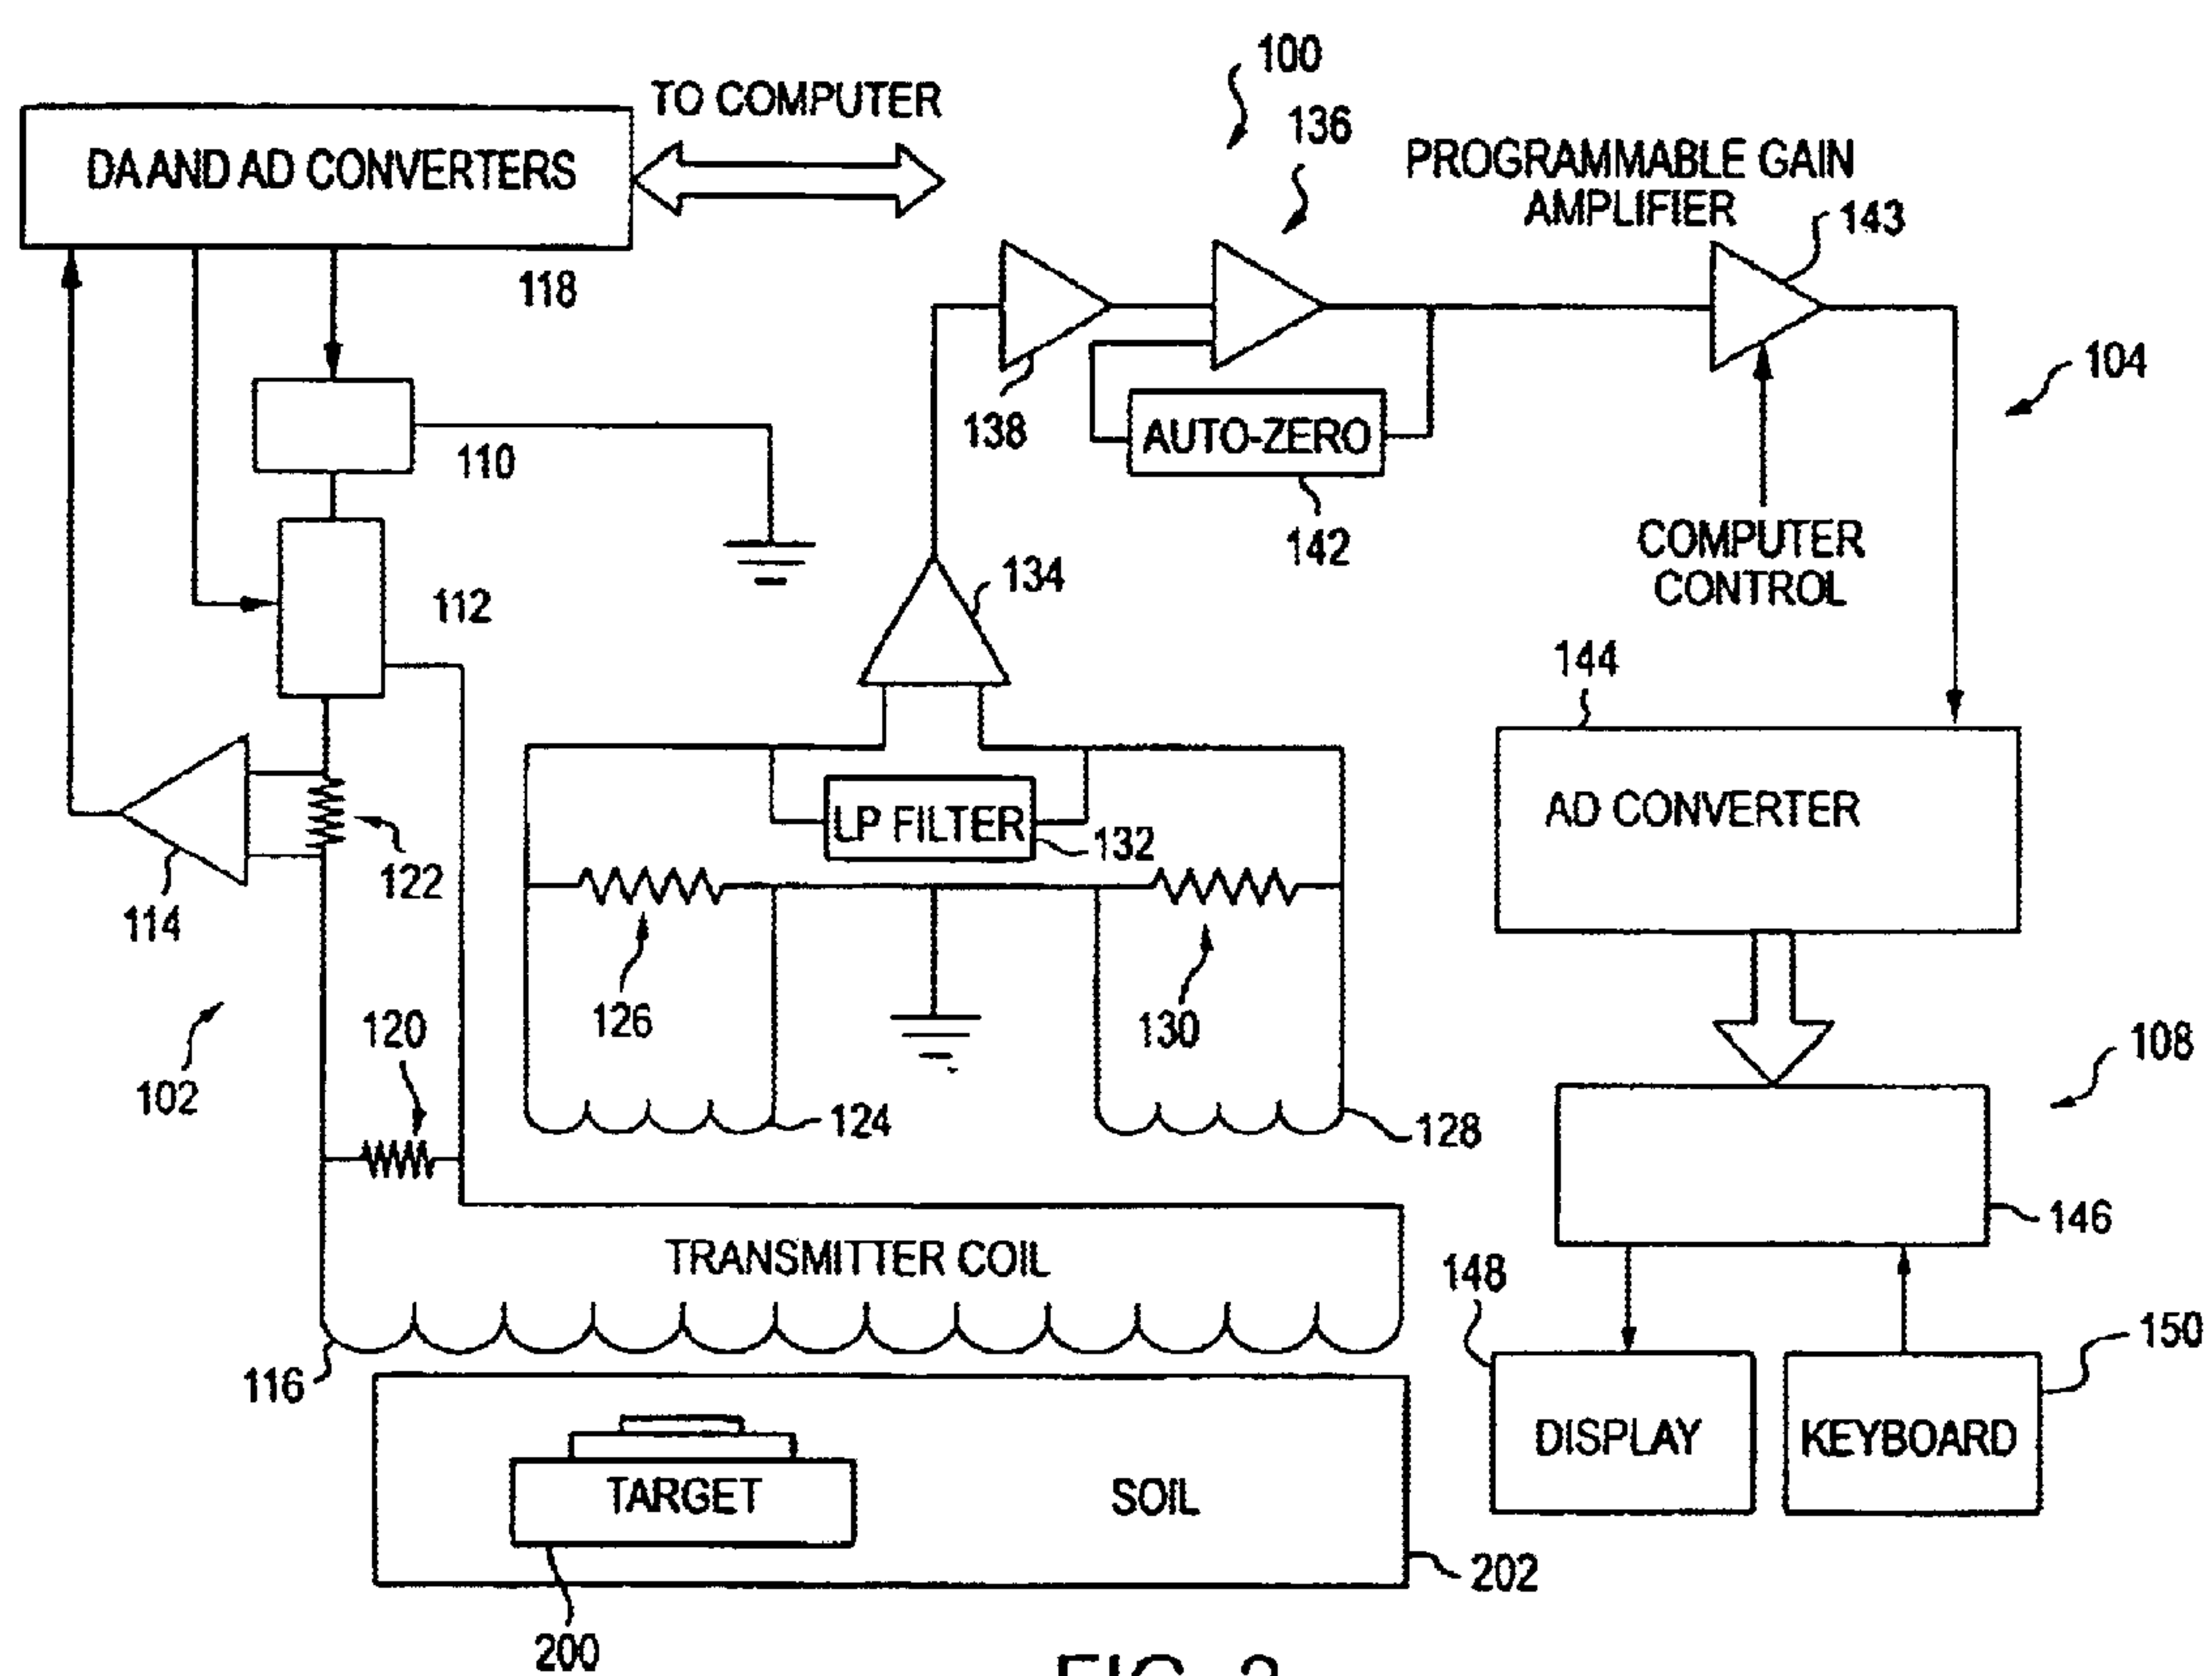 100
TO COMPUTER
136
DA AND AD CONVERTERS
PROGRAMMABLE GAIN
AMPLIFIER
143
118
104
138
AUTO-ZERO
110
142
COMPUTER
CONTROL
134
112
144
AD CONVERTER
LP FILTER
132
122
114
126
130
120
102
108
124
128
146
TRANSMITTER COIL
148
150
116
DISPLAY
KEYBOARD
TARGET
SOIL
202
200